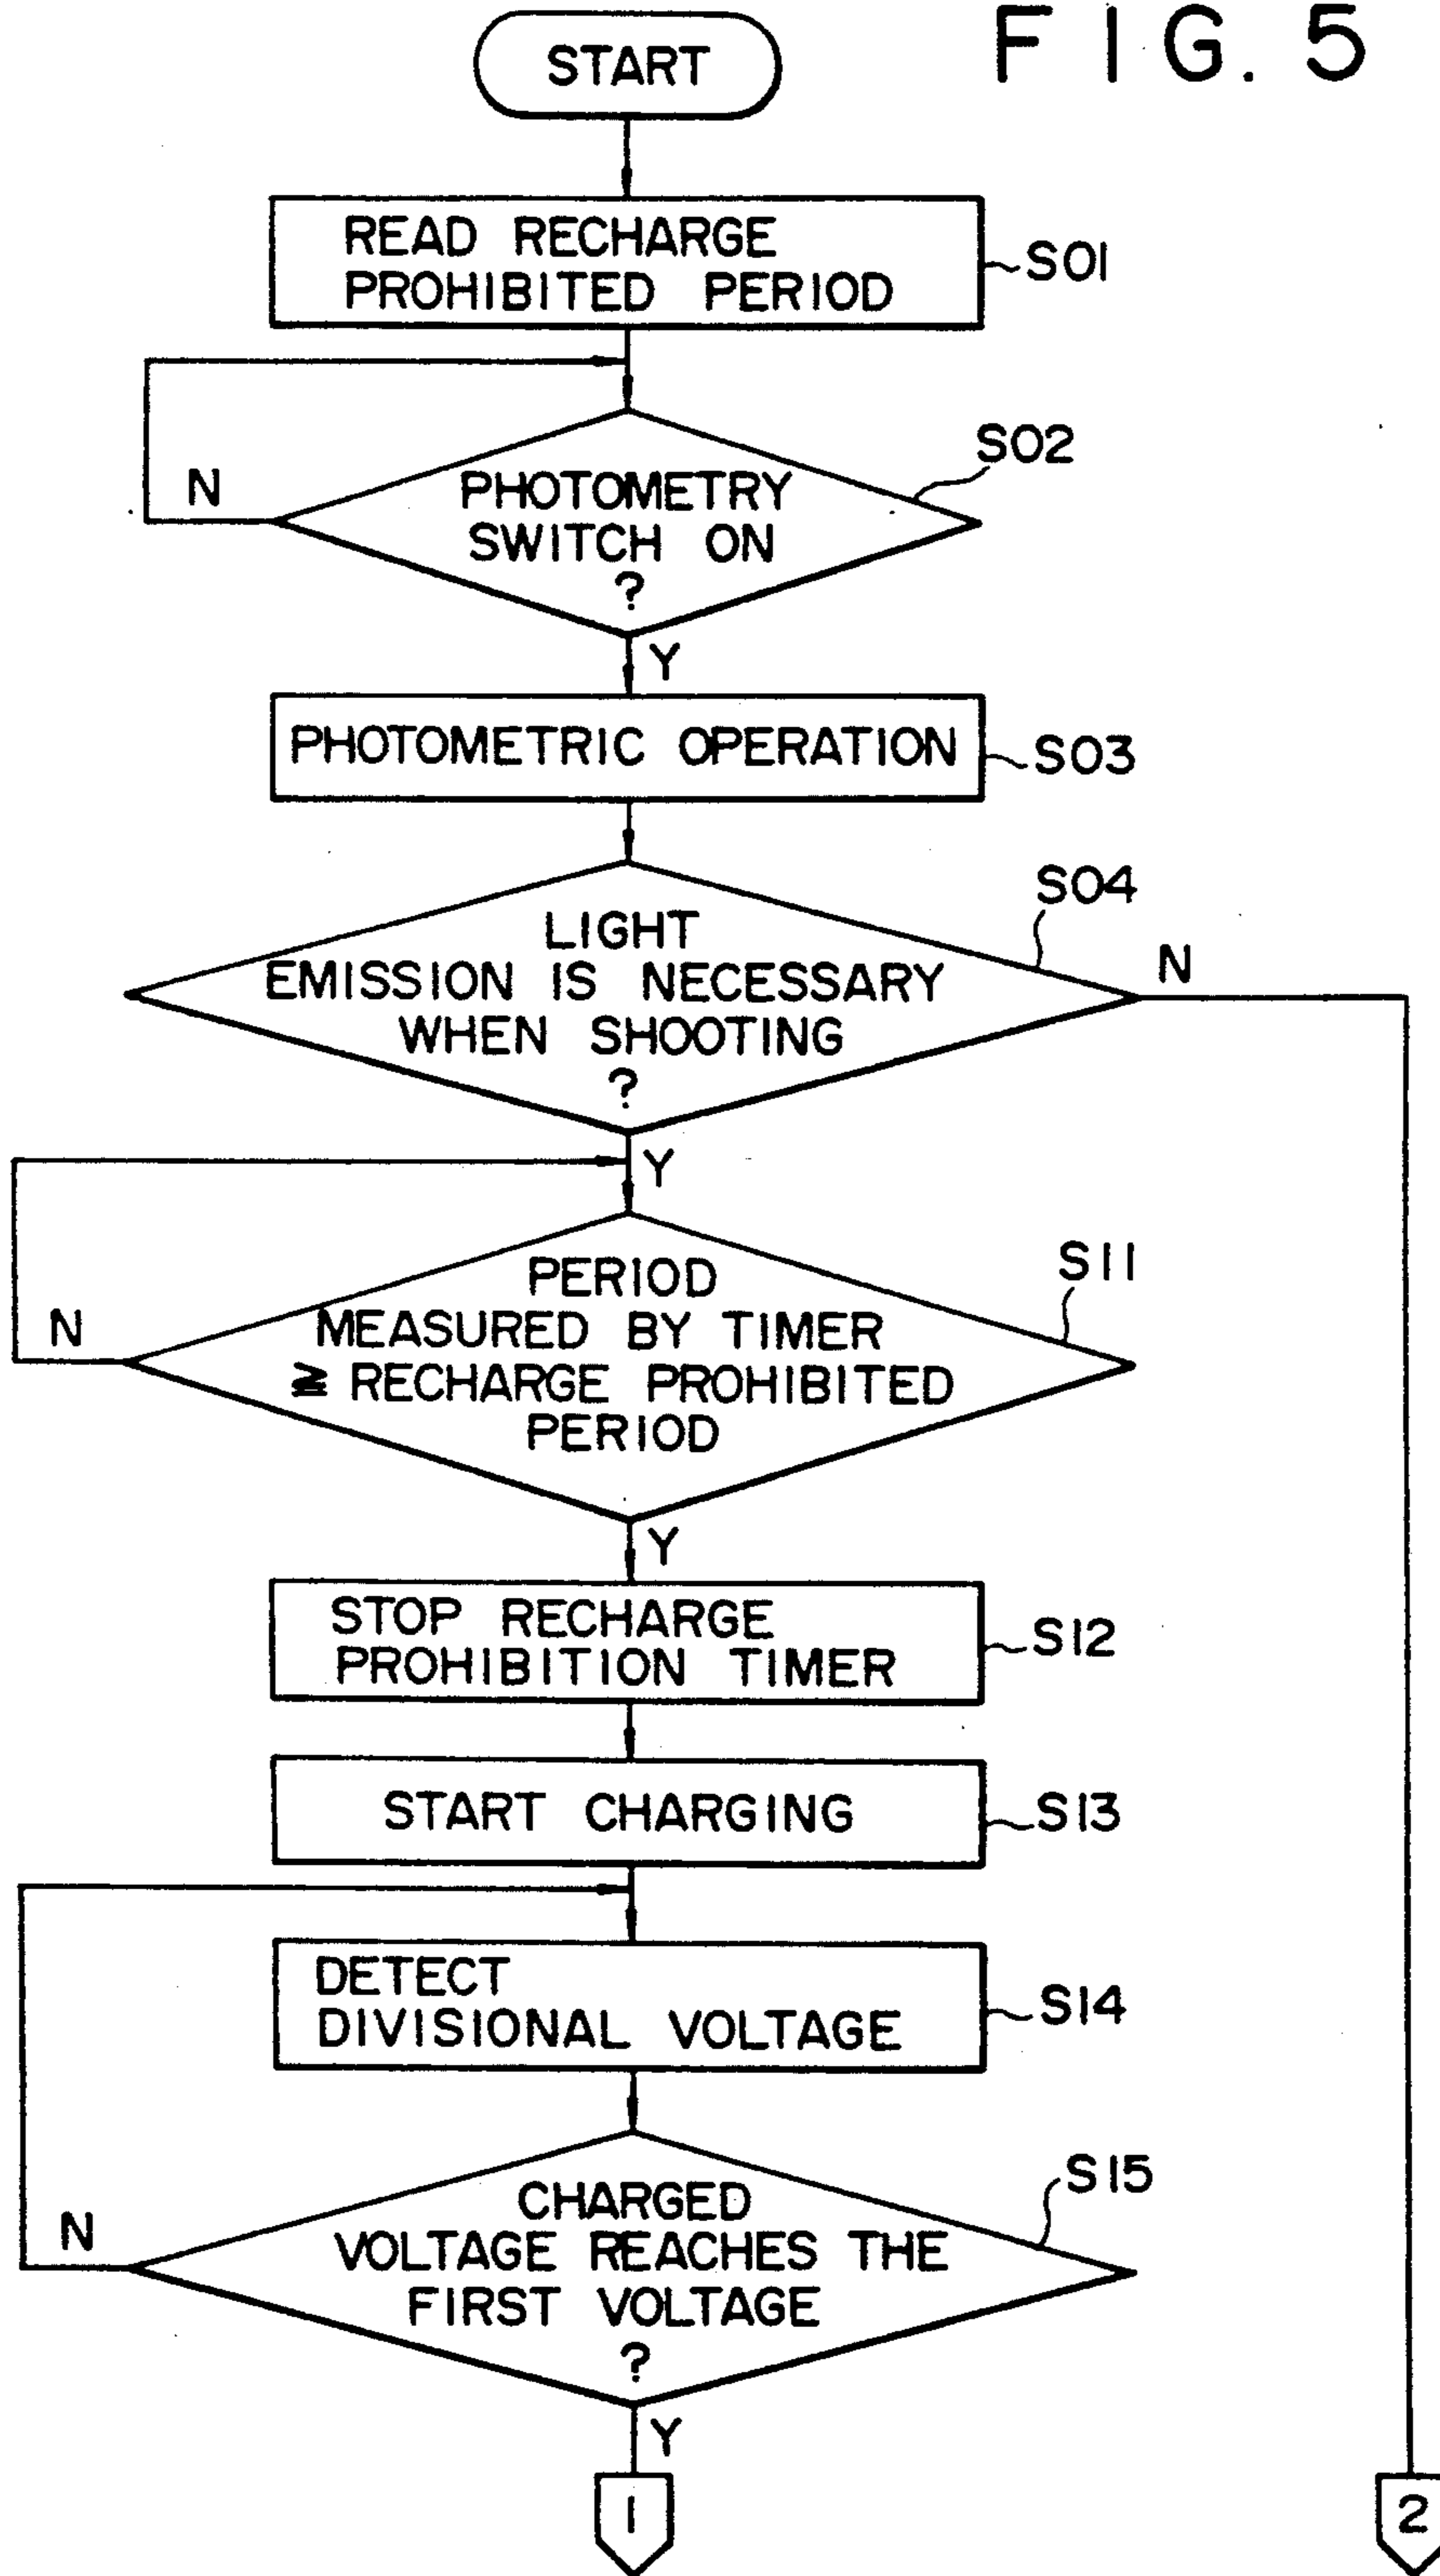 FIG. 5
START
READ RECHARGE
PROHIBITED PERIOD
S01
S02
N
PHOTOMETRY
SWITCH ON
?
Y
PHOTOMETRIC OPERATION
S03
S04
LIGHT
EMISSION IS NECESSARY
WHEN SHOOTING
?
N
Y
S11
PERIOD
MEASURED BY TIMER
≧ RECHARGE PROHIBITED
PERIOD
N
Y
STOP RECHARGE
PROHIBITION TIMER
S12
START CHARGING
S13
DETECT
DIVISIONAL VOLTAGE
S14
S15
CHARGED
VOLTAGE REACHES THE
FIRST VOLTAGE
?
N
Y
1
2